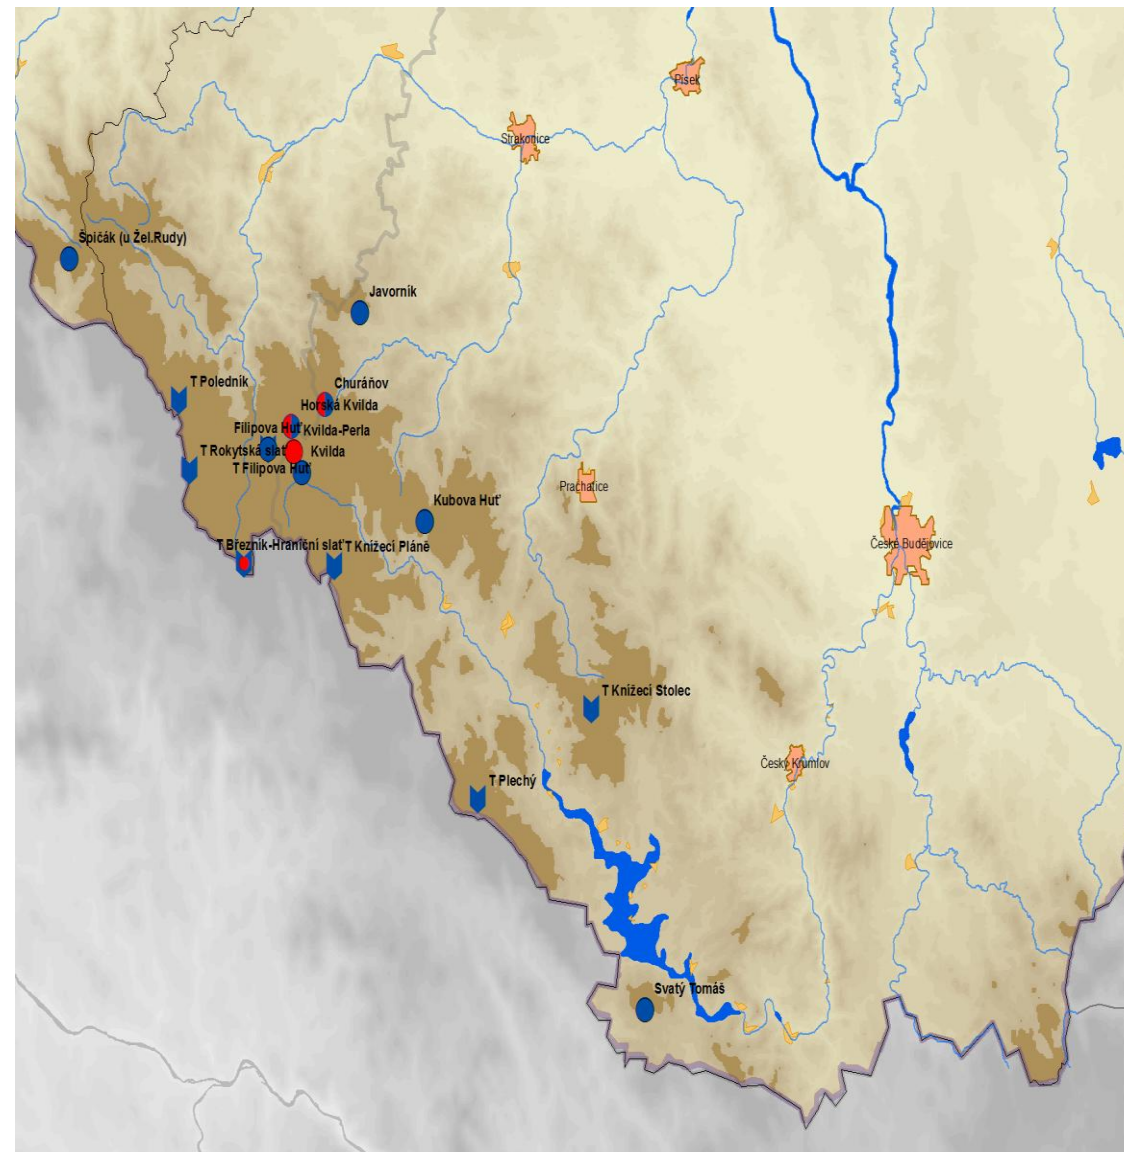 Písek
Strakonice
Špičák (u Žel.Rudy)
Javorník
T Poledník
Churáňov
Horská Kvilda
Filipova Huť
Kvilda-Perla
T Rokytská slať
Kvilda
T Filipova Huť
Prachatice
Kubova Huť
České Budějovice
T Březník-Hraniční slať
T Knížecí Pláně
T Knížecí Stolec
Český Krumlov
T Plechý
Svatý Tomáš